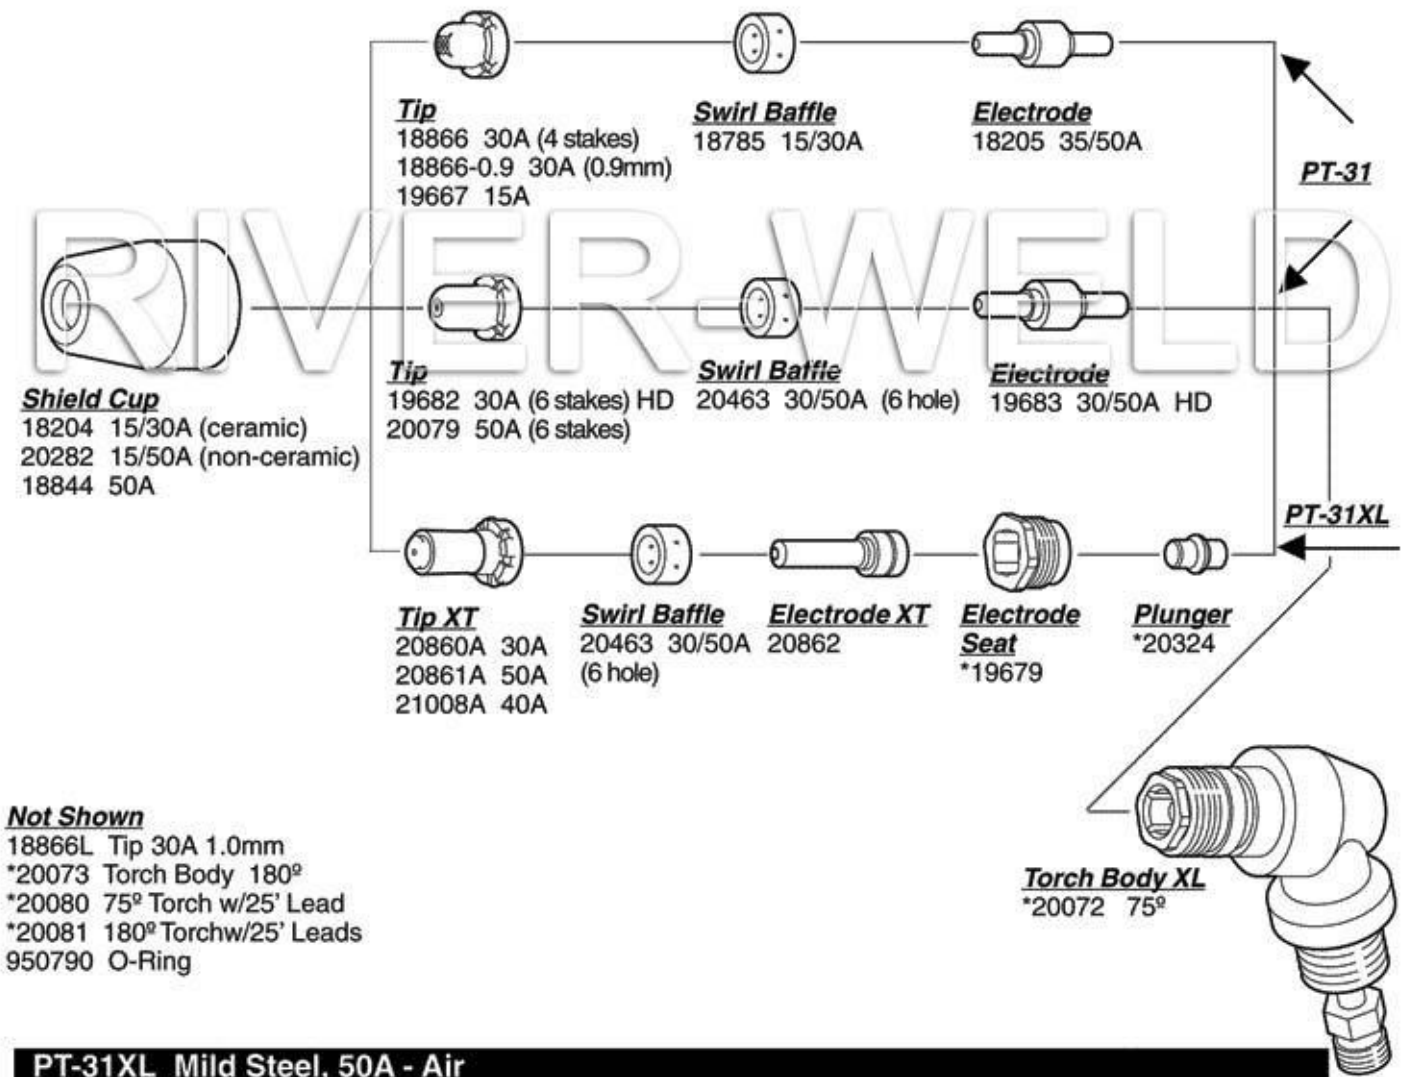 Tip
18866 30A (4 stakes)
18866-0.9 30A (0.9mm)
19667 15A
Swirl Baffle
18785 15/30A
Electrode
18205 35/50A
PT-31
RIVER-WELD
Shield Cup
18204 15/30A (ceramic)
20282 15/50A (non-ceramic)
18844 50A
Tip
19682 30A (6 stakes) HD
20079 50A (6 stakes)
Swirl Baffle
20463 30/50A (6 hole)
Electrode
19683 30/50A HD
PT-31XL
Tip XT
20860A 30A
20861A 50A
21008A 40A
Swirl Baffle
20463 30/50A
(6 hole)
Electrode XT
20862
Electrode
Seat
*19679
Plunger
*20324
Not Shown
18866L Tip 30A 1.0mm
*20073 Torch Body 180º
*20080 75º Torch w/25' Lead
*20081 180º Torchw/25' Leads
950790 O-Ring
Torch Body XL
*20072 75º
PT-31XL Mild Steel, 50A - Air